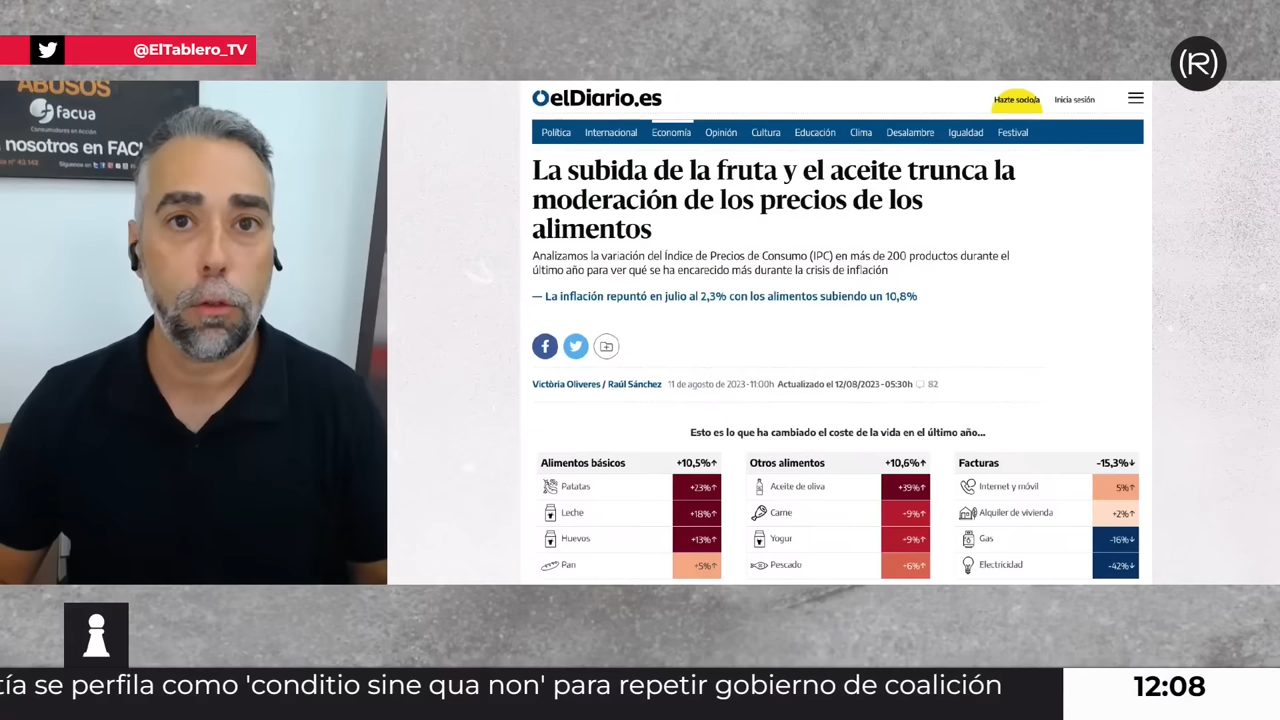 @ElTablero_TV
(R)
ABUSOS
facua
Consumidores en Acción
nosotros en FAC
elDiario.es
Hazte socio/a
Inicia sesión
Política Internacional Economía Opinión Cultura Educación Clima Desalambre Igualdad Festival
La subida de la fruta y el aceite trunca la
moderación de los precios de los
alimentos
Analizamos la variación del Índice de Precios de Consumo (IPC) en más de 200 productos durante el
último año para ver qué se ha encarecido más durante la crisis de inflación
— La inflación repuntó en julio al 2,3% con los alimentos subiendo un 10,8%
Victòria Oliveres / Raúl Sánchez 11 de agosto de 2023-11:00h Actualizado el 12/08/2023-05:30h 82
Esto es lo que ha cambiado el coste de la vida en el último año...
Alimentos básicos +10,5%↑
Patatas +23%↑
Leche +18%↑
Huevos +13%↑
Pan +5%↑
Otros alimentos +10,6%↑
Aceite de oliva +39%↑
Carne +9%↑
Yogur +9%↑
Pescado +6%↑
Facturas -15,3%↓
Internet y móvil 5%↑
Alquiler de vivienda +2%↑
Gas -16%↓
Electricidad -42%↓
tía se perfila como 'conditio sine qua non' para repetir gobierno de coalición
12:08